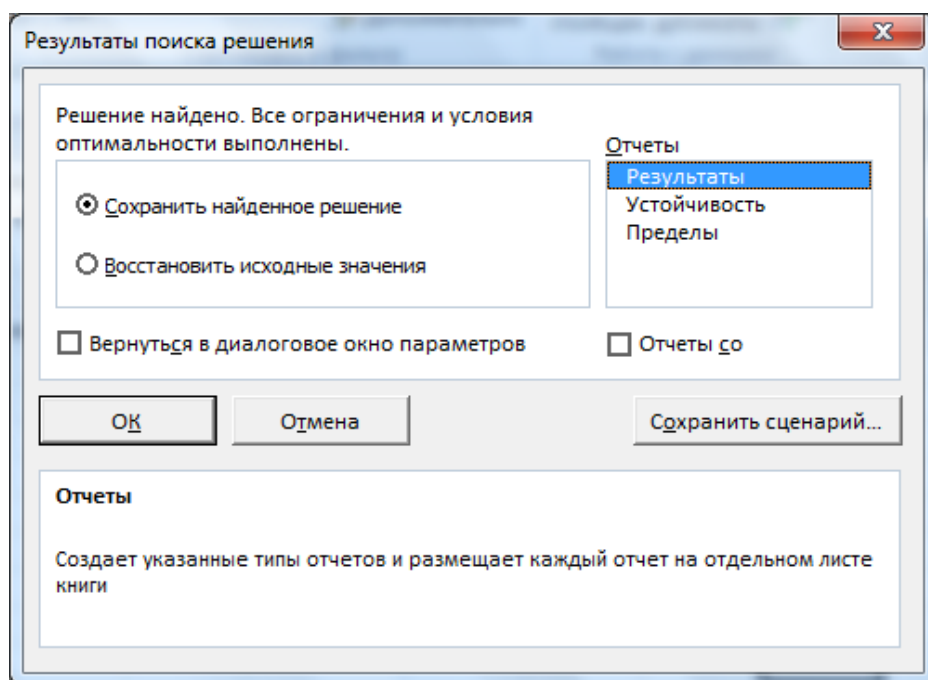 Результаты поиска решения
Решение найдено. Все ограничения и условия
оптимальности выполнены.
Отчеты
Результаты
Устойчивость
Пределы
Сохранить найденное решение
Восстановить исходные значения
Вернуться в диалоговое окно параметров
Отчеты со
ОК
Отмена
Сохранить сценарий...
Отчеты
Создает указанные типы отчетов и размещает каждый отчет на отдельном листе
книги